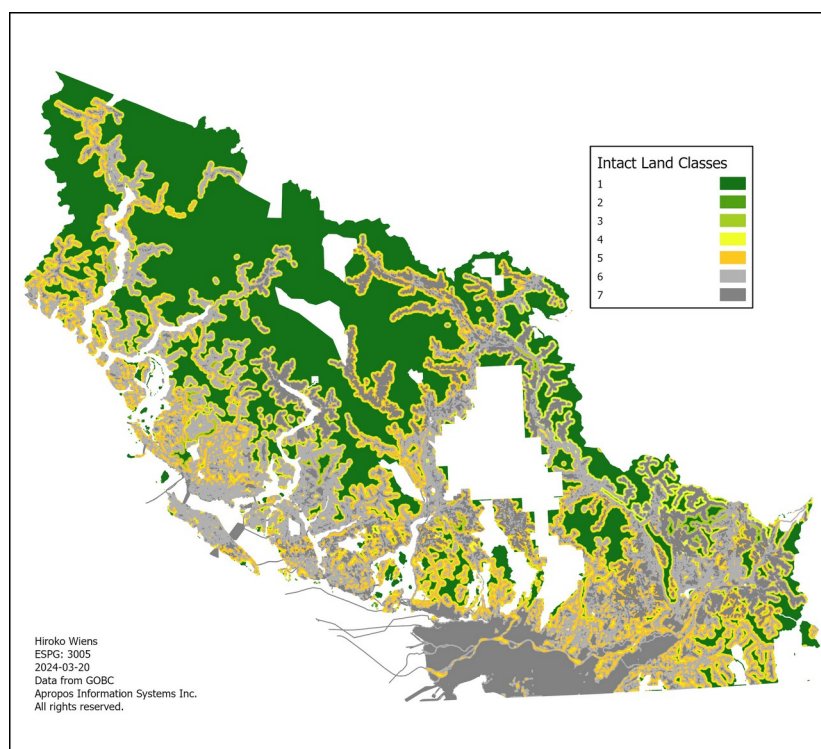 Intact Land Classes
1
2
3
4
5
6
7
Hiroko Wiens
ESPG: 3005
2024-03-20
Data from GOBC
Apropos Information Systems Inc.
All rights reserved.